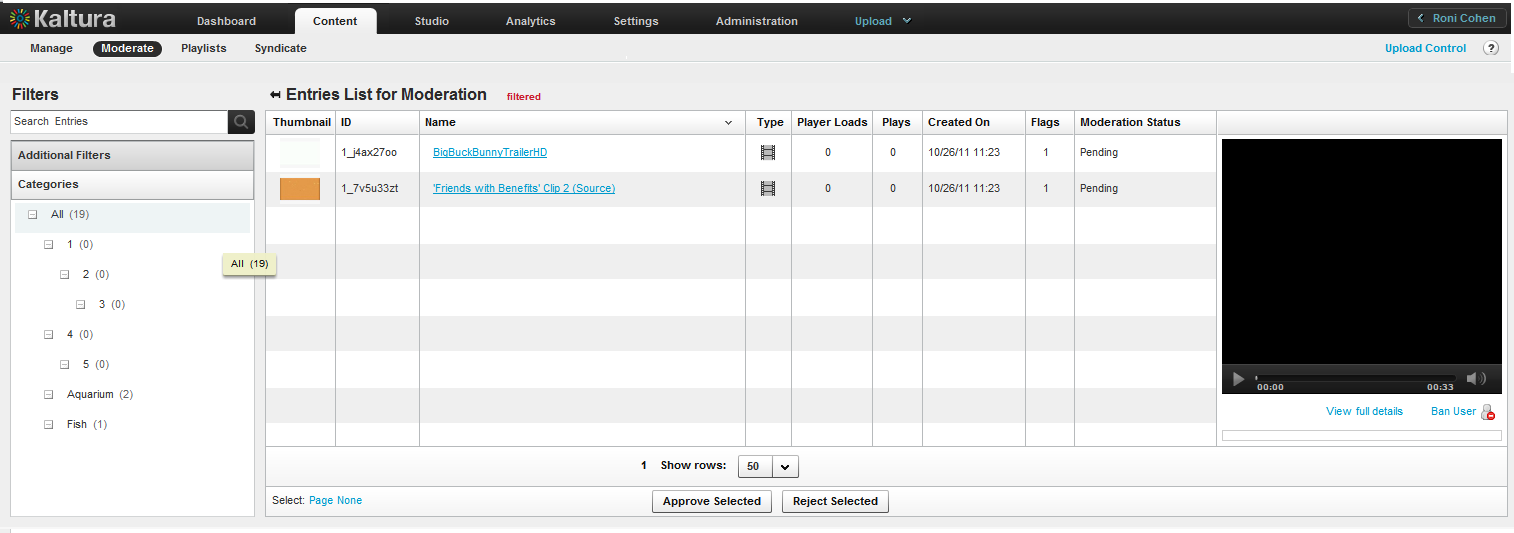 Kaltura Dashboard Content Studio Analytics Settings Administration Upload Roni Cohen
Manage Moderate Playlists Syndicate Upload Control ?
Filters
Search Entries
Additional Filters
Categories
All (19)
1 (0)
2 (0)
3 (0)
4 (0)
5 (0)
Aquarium (2)
Fish (1)
All (19)
Entries List for Moderation filtered
Thumbnail ID Name Type Player Loads Plays Created On Flags Moderation Status
1_j4ax27oo BigBuckBunnyTrailerHD 0 0 10/26/11 11:23 1 Pending
1_7v5u33zt 'Friends with Benefits' Clip 2 (Source) 0 0 10/26/11 11:23 1 Pending
00:00 00:33
View full details Ban User
1 Show rows: 50
Select: Page None Approve Selected Reject Selected